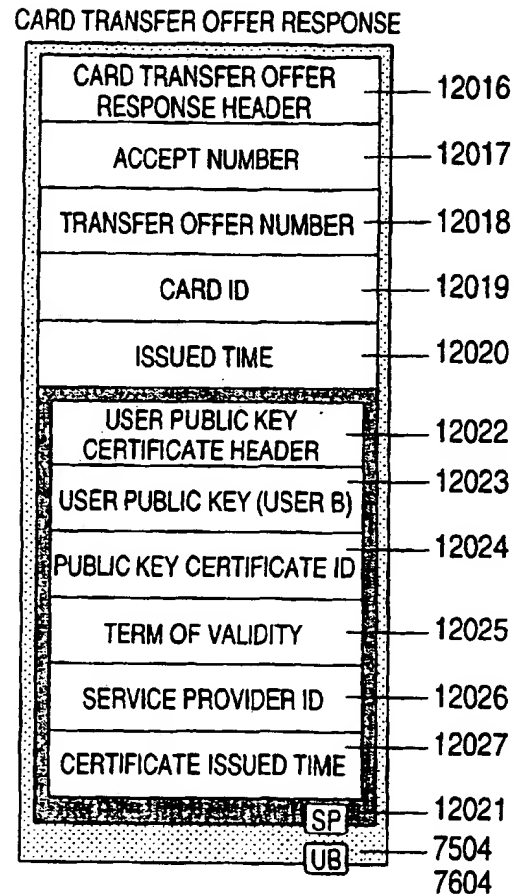 CARD TRANSFER OFFER RESPONSE
CARD TRANSFER OFFER
RESPONSE HEADER
12016
ACCEPT NUMBER
12017
TRANSFER OFFER NUMBER
12018
CARD ID
12019
ISSUED TIME
12020
USER PUBLIC KEY
CERTIFICATE HEADER
12022
USER PUBLIC KEY (USER B)
12023
PUBLIC KEY CERTIFICATE ID
12024
TERM OF VALIDITY
12025
SERVICE PROVIDER ID
12026
CERTIFICATE ISSUED TIME
12027
SP
12021
UB
7504
7604